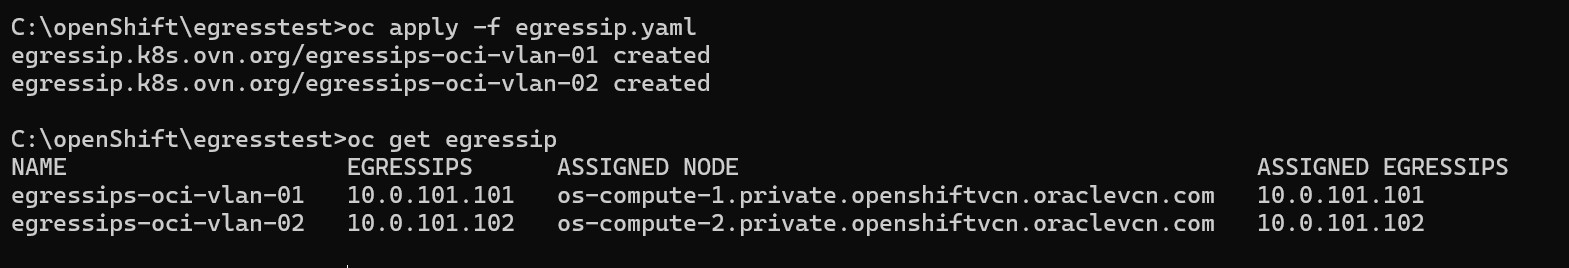 C:\openShift\egresstest>oc apply -f egressip.yaml
egressip.k8s.ovn.org/egressips-oci-vlan-01 created
egressip.k8s.ovn.org/egressips-oci-vlan-02 created
C:\openShift\egresstest>oc get egressip
NAME                    EGRESSIPS      ASSIGNED NODE                                     ASSIGNED EGRESSIPS
egressips-oci-vlan-01   10.0.101.101   os-compute-1.private.openshiftvcn.oraclevcn.com   10.0.101.101
egressips-oci-vlan-02   10.0.101.102   os-compute-2.private.openshiftvcn.oraclevcn.com   10.0.101.102